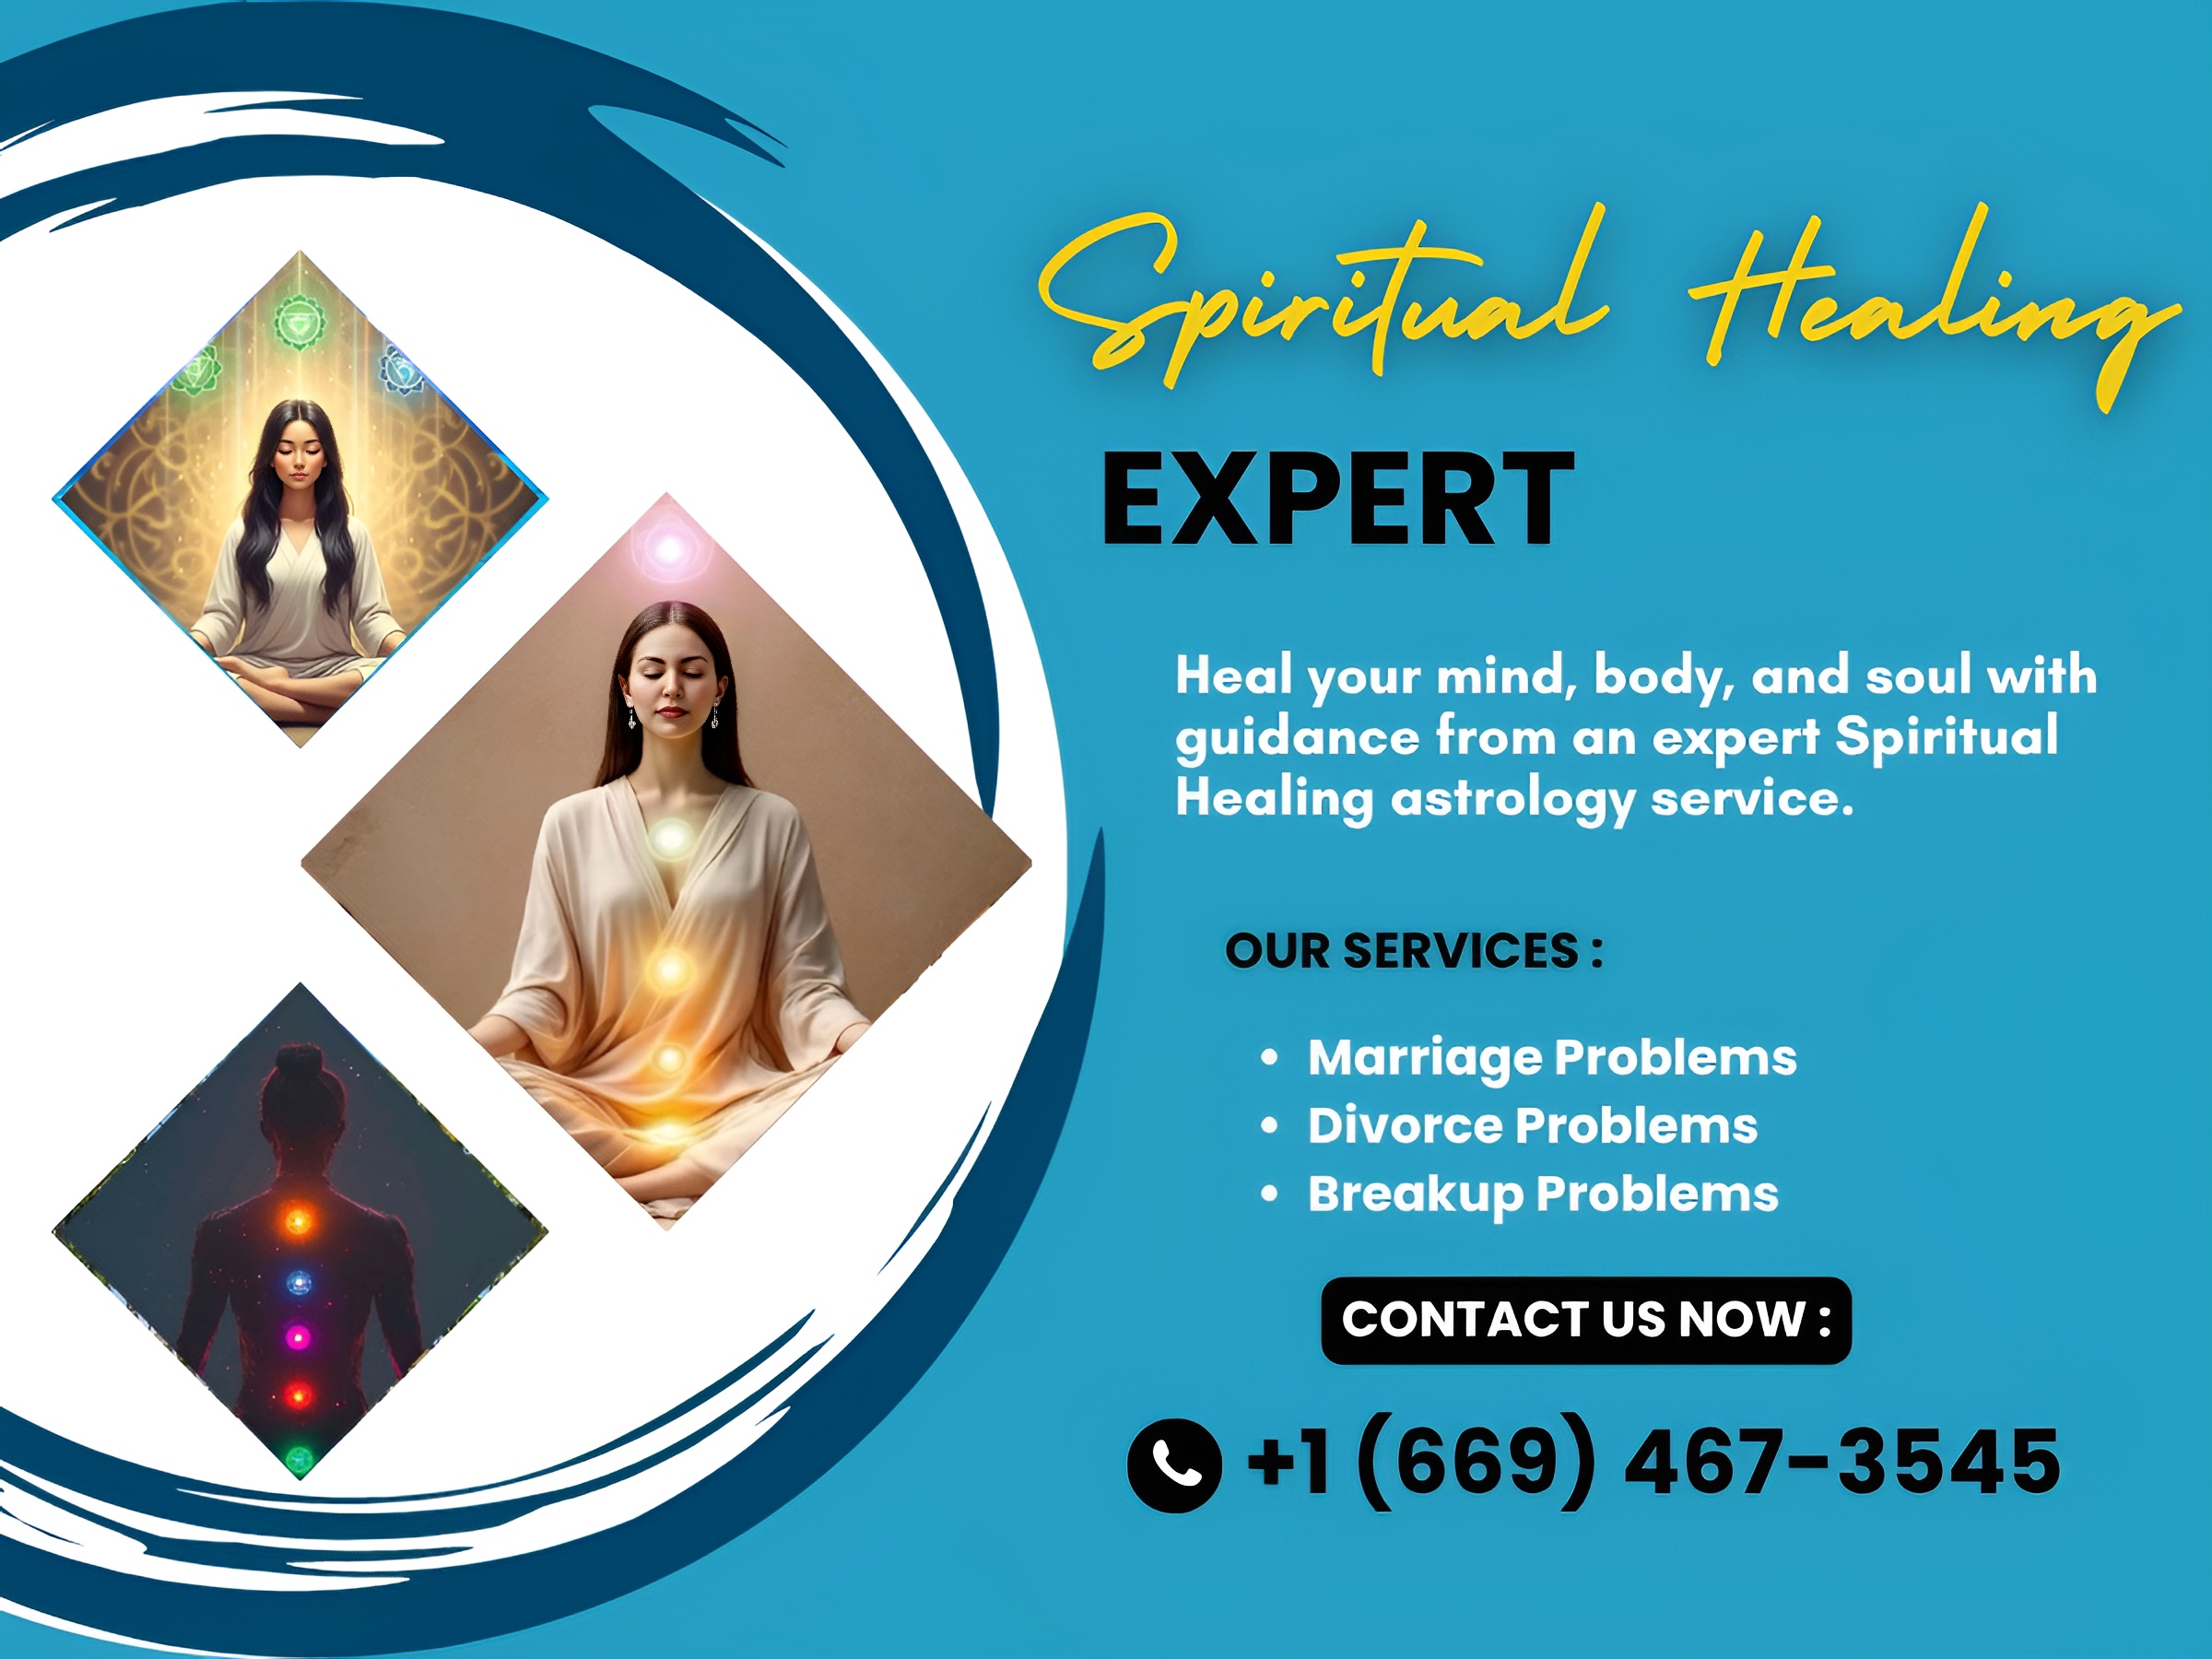 Spiritual Healing
EXPERT
Heal your mind, body, and soul with
guidance from an expert Spiritual
Healing astrology service.
OUR SERVICES :
• Marriage Problems
• Divorce Problems
• Breakup Problems
CONTACT US NOW :
+1 (669) 467-3545